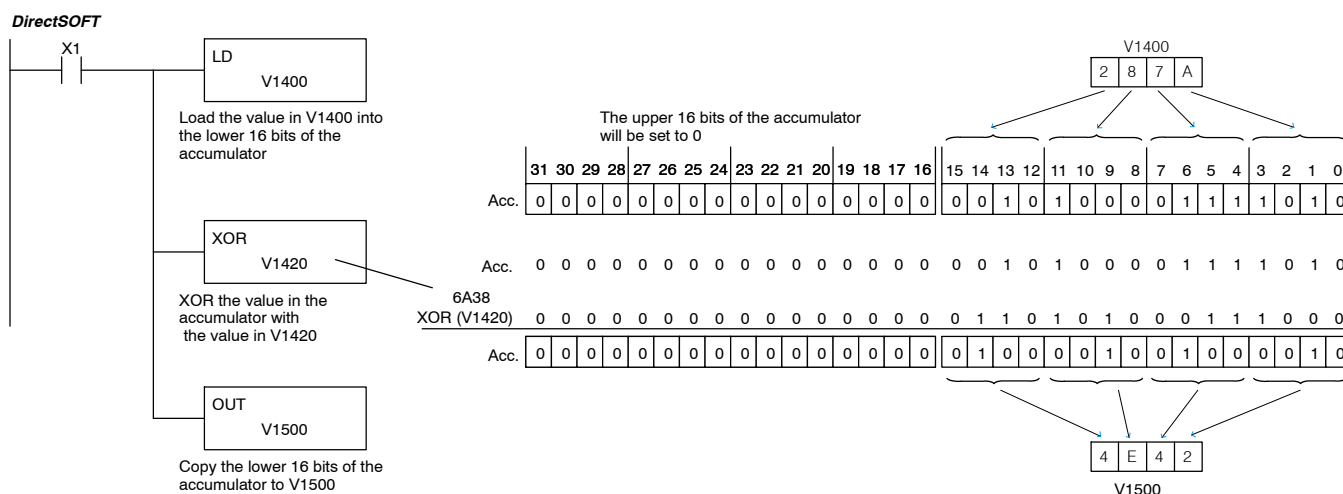 DirectSOFT
X1
LD
V1400
Load the value in V1400 into
the lower 16 bits of the
accumulator
The upper 16 bits of the accumulator
will be set to 0
V1400
2 8 7 A
31 30 29 28 27 26 25 24 23 22 21 20 19 18 17 16 15 14 13 12 11 10 9 8 7 6 5 4 3 2 1 0
Acc. 0 0 0 0 0 0 0 0 0 0 0 0 0 0 0 0 0 0 1 0 1 0 0 0 0 1 1 1 1 0 1 0
XOR
V1420
XOR the value in the
accumulator with
the value in V1420
Acc. 0 0 0 0 0 0 0 0 0 0 0 0 0 0 0 0 0 0 1 0 1 0 0 0 0 1 1 1 1 0 1 0
6A38
XOR (V1420) 0 0 0 0 0 0 0 0 0 0 0 0 0 0 0 0 0 1 1 0 1 0 1 0 0 0 1 1 1 0 0 0
Acc. 0 0 0 0 0 0 0 0 0 0 0 0 0 0 0 0 0 1 0 0 0 0 1 0 0 1 0 0 0 0 1 0
OUT
V1500
Copy the lower 16 bits of the
accumulator to V1500
4 E 4 2
V1500